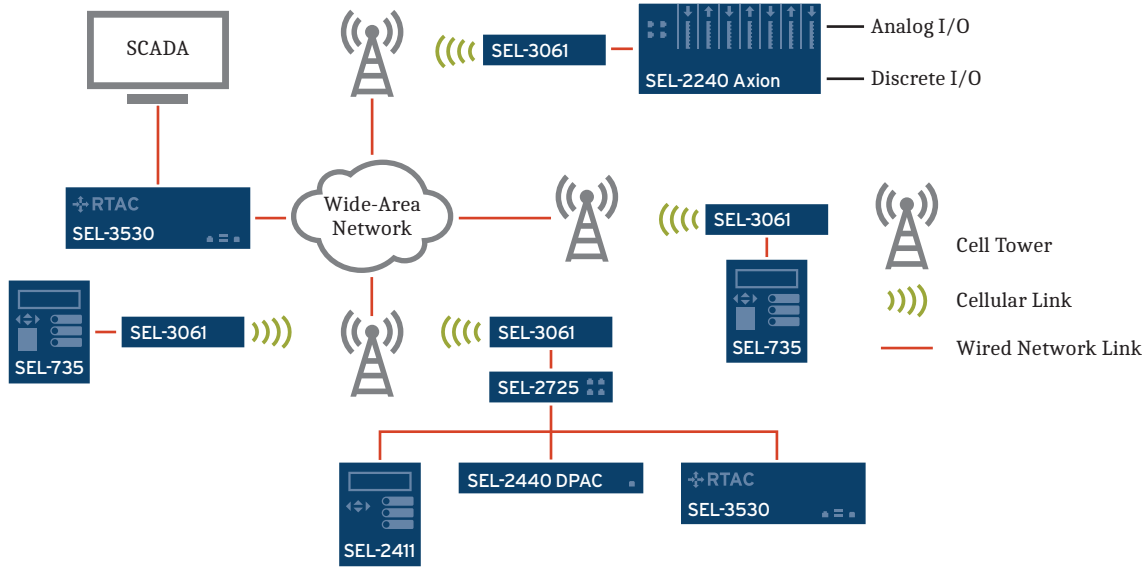 SCADA
SEL-3061
SEL-2240 Axion
Analog I/O
Discrete I/O
RTAC
SEL-3530
Wide-Area
Network
SEL-3061
SEL-735
Cell Tower
Cellular Link
Wired Network Link
SEL-735
SEL-3061
SEL-3061
SEL-2725
SEL-2411
SEL-2440 DPAC
RTAC
SEL-3530